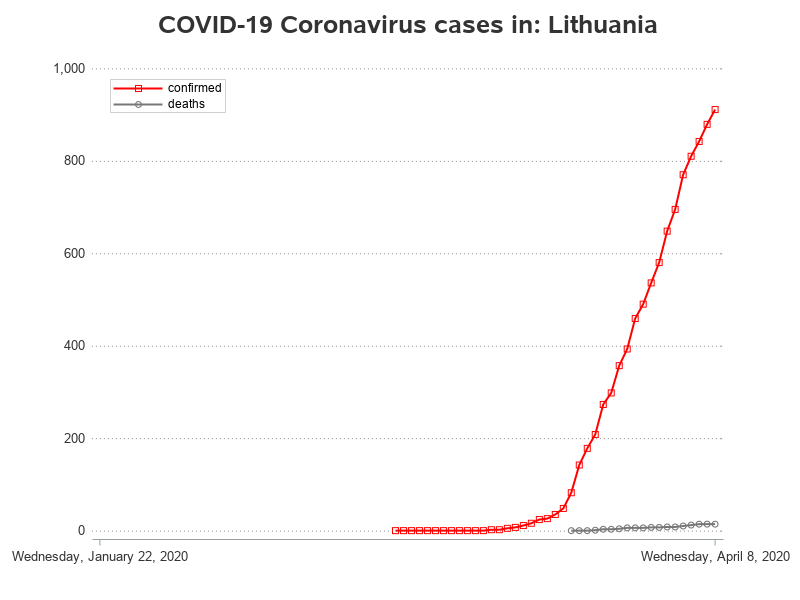 COVID-19 Coronavirus cases in: Lithuania
1,000
confirmed
deaths
800
600
400
200
0
Wednesday, January 22, 2020
Wednesday, April 8, 2020